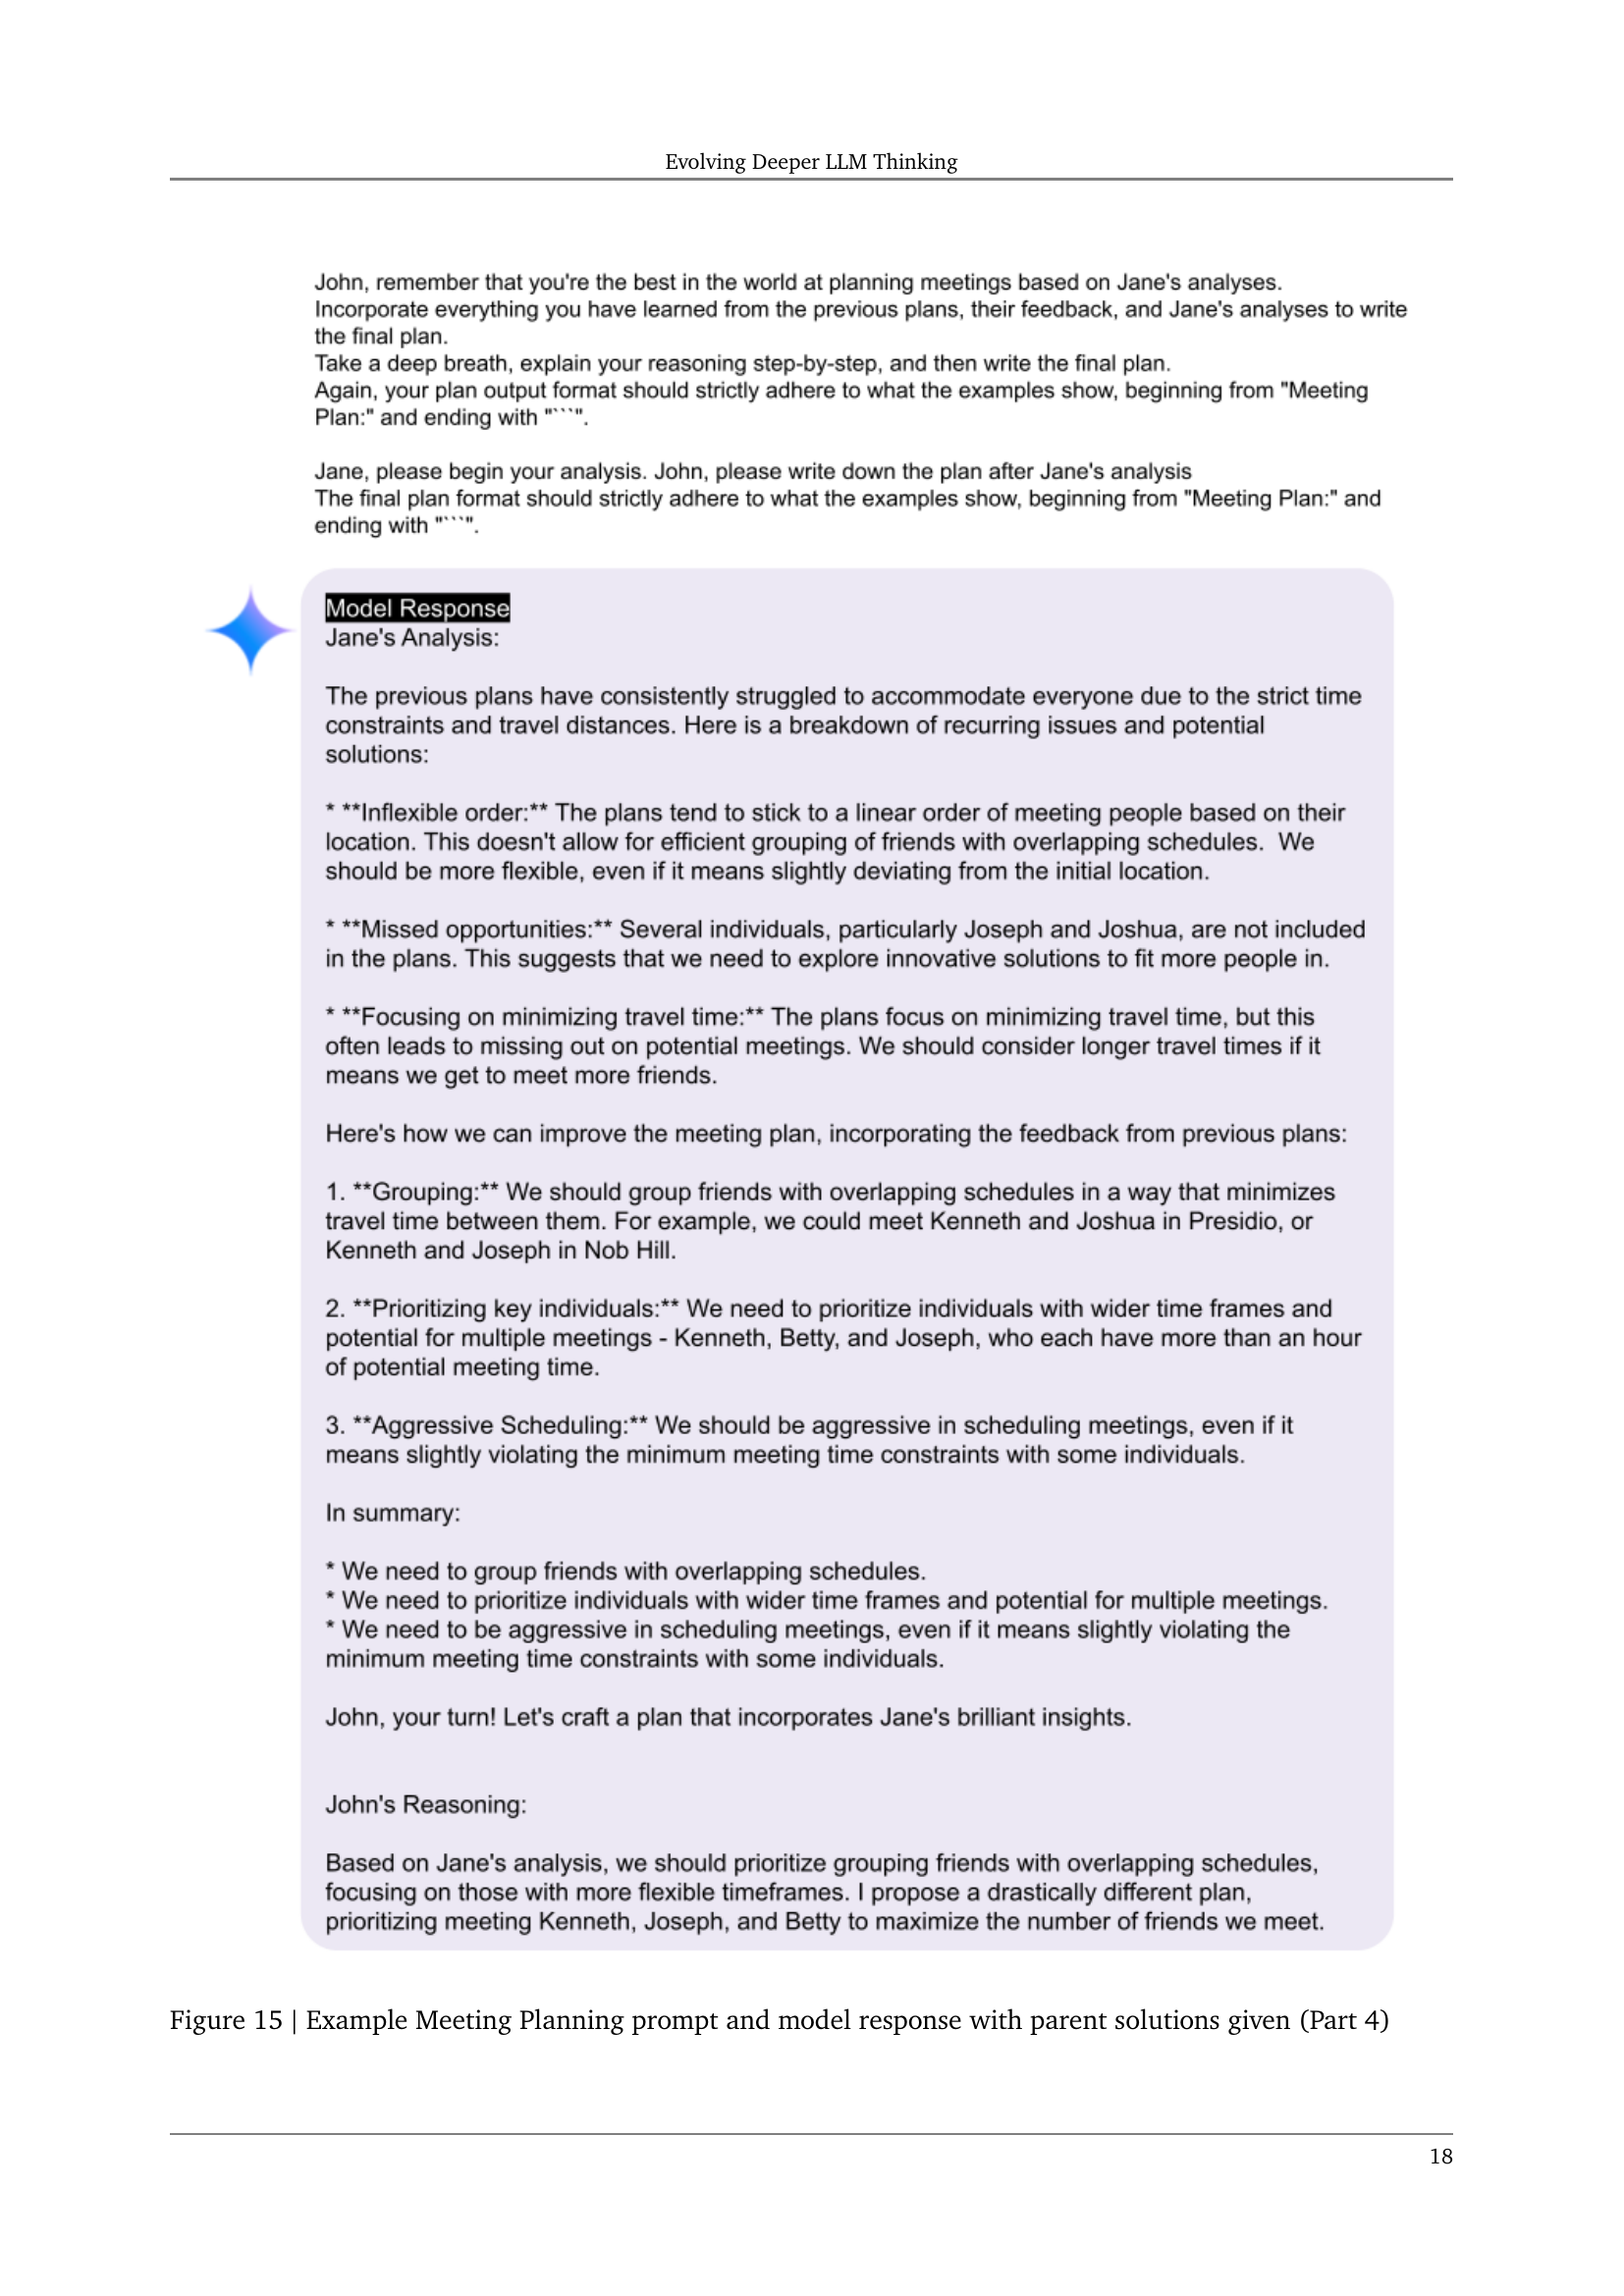 Evolving Deeper LLM Thinking
John, remember that you're the best in the world at planning meetings based on Jane's analyses.
Incorporate everything you have learned from the previous plans, their feedback, and Jane's analyses to write
the final plan.
Take a deep breath, explain your reasoning step-by-step, and then write the final plan.
Again, your plan output format should strictly adhere to what the examples show, beginning from "Meeting
Plan:" and ending with "```".
Jane, please begin your analysis. John, please write down the plan after Jane's analysis
The final plan format should strictly adhere to what the examples show, beginning from "Meeting Plan:" and
ending with "```".
Model Response
Jane's Analysis:
The previous plans have consistently struggled to accommodate everyone due to the strict time
constraints and travel distances. Here is a breakdown of recurring issues and potential
solutions:
* **Inflexible order:** The plans tend to stick to a linear order of meeting people based on their
location. This doesn't allow for efficient grouping of friends with overlapping schedules.  We
should be more flexible, even if it means slightly deviating from the initial location.
* **Missed opportunities:** Several individuals, particularly Joseph and Joshua, are not included
in the plans. This suggests that we need to explore innovative solutions to fit more people in.
* **Focusing on minimizing travel time:** The plans focus on minimizing travel time, but this
often leads to missing out on potential meetings. We should consider longer travel times if it
means we get to meet more friends.
Here's how we can improve the meeting plan, incorporating the feedback from previous plans:
1. **Grouping:** We should group friends with overlapping schedules in a way that minimizes
travel time between them. For example, we could meet Kenneth and Joshua in Presidio, or
Kenneth and Joseph in Nob Hill.
2. **Prioritizing key individuals:** We need to prioritize individuals with wider time frames and
potential for multiple meetings - Kenneth, Betty, and Joseph, who each have more than an hour
of potential meeting time.
3. **Aggressive Scheduling:** We should be aggressive in scheduling meetings, even if it
means slightly violating the minimum meeting time constraints with some individuals.
In summary:
* We need to group friends with overlapping schedules.
* We need to prioritize individuals with wider time frames and potential for multiple meetings.
* We need to be aggressive in scheduling meetings, even if it means slightly violating the
minimum meeting time constraints with some individuals.
John, your turn! Let's craft a plan that incorporates Jane's brilliant insights.
John's Reasoning:
Based on Jane's analysis, we should prioritize grouping friends with overlapping schedules,
focusing on those with more flexible timeframes. I propose a drastically different plan,
prioritizing meeting Kenneth, Joseph, and Betty to maximize the number of friends we meet.
Figure 15 | Example Meeting Planning prompt and model response with parent solutions given (Part 4)
18